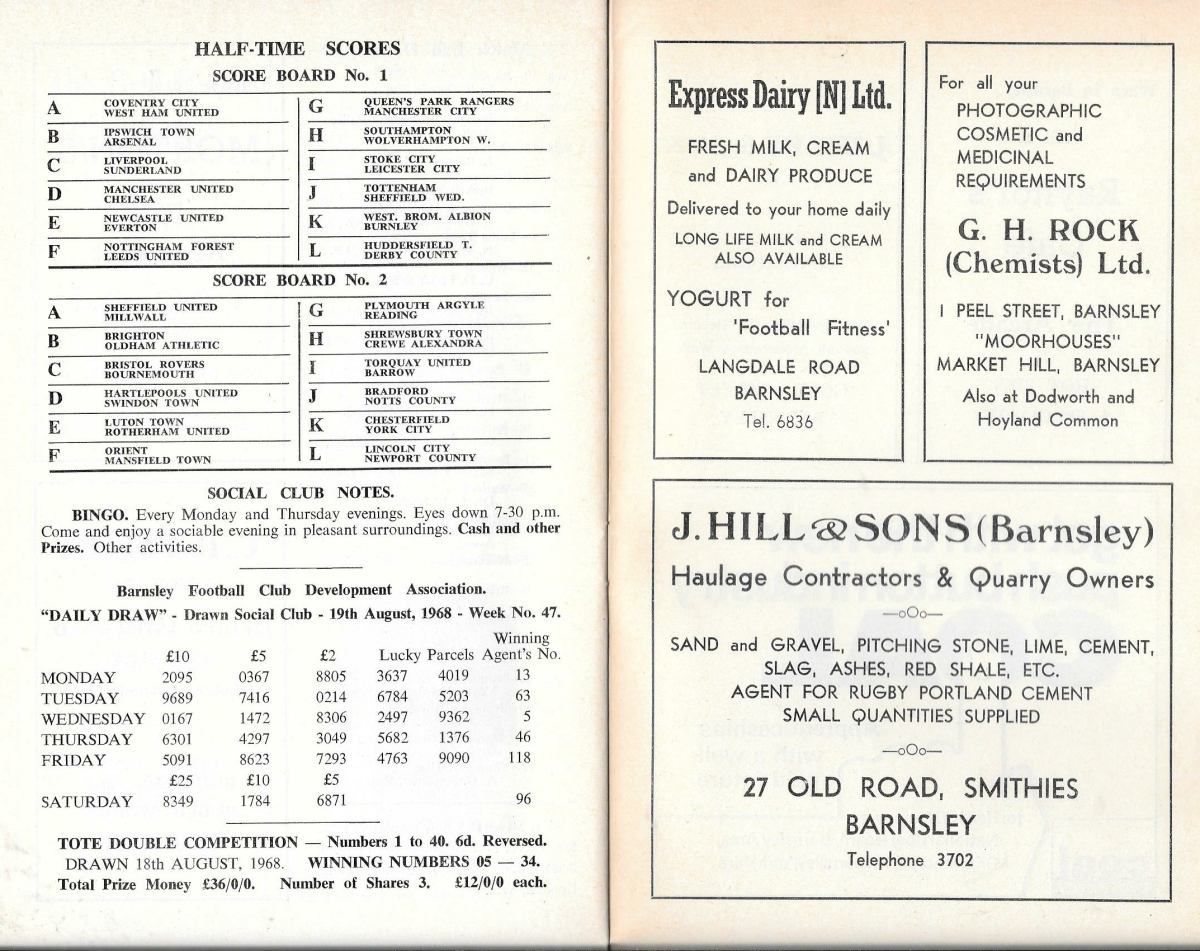 HALF-TIME SCORES
SCORE BOARD No. 1
A COVENTRY CITY
WEST HAM UNITED
B IPSWICH TOWN
ARSENAL
C LIVERPOOL
SUNDERLAND
D MANCHESTER UNITED
CHELSEA
E NEWCASTLE UNITED
EVERTON
F NOTTINGHAM FOREST
LEEDS UNITED
G QUEEN'S PARK RANGERS
MANCHESTER CITY
H SOUTHAMPTON
WOLVERHAMPTON W.
I STOKE CITY
LEICESTER CITY
J TOTTENHAM
SHEFFIELD WED.
K WEST. BROM. ALBION
BURNLEY
L HUDDERSFIELD T.
DERBY COUNTY
SCORE BOARD No. 2
A SHEFFIELD UNITED
MILLWALL
B BRIGHTON
OLDHAM ATHLETIC
C BRISTOL ROVERS
BOURNEMOUTH
D HARTLEPOOLS UNITED
SWINDON TOWN
E LUTON TOWN
ROTHERHAM UNITED
F ORIENT
MANSFIELD TOWN
G PLYMOUTH ARGYLE
READING
H SHREWSBURY TOWN
CREWE ALEXANDRA
I TORQUAY UNITED
BARROW
J BRADFORD
NOTTS COUNTY
K CHESTERFIELD
YORK CITY
L LINCOLN CITY
NEWPORT COUNTY
SOCIAL CLUB NOTES.
BINGO. Every Monday and Thursday evenings. Eyes down 7-30 p.m.
Come and enjoy a sociable evening in pleasant surroundings. Cash and other
Prizes. Other activities.
Barnsley Football Club Development Association.
"DAILY DRAW" - Drawn Social Club - 19th August, 1968 - Week No. 47.
Winning
£10 £5 £2 Lucky Parcels Agent's No.
MONDAY 2095 0367 8805 3637 4019 13
TUESDAY 9689 7416 0214 6784 5203 63
WEDNESDAY 0167 1472 8306 2497 9362 5
THURSDAY 6301 4297 3049 5682 1376 46
FRIDAY 5091 8623 7293 4763 9090 118
£25 £10 £5
SATURDAY 8349 1784 6871 96
TOTE DOUBLE COMPETITION — Numbers 1 to 40. 6d. Reversed.
DRAWN 18th AUGUST, 1968. WINNING NUMBERS 05 — 34.
Total Prize Money £36/0/0. Number of Shares 3. £12/0/0 each.
Express Dairy [N] Ltd.
FRESH MILK, CREAM
and DAIRY PRODUCE
Delivered to your home daily
LONG LIFE MILK and CREAM
ALSO AVAILABLE
YOGURT for
'Football Fitness'
LANGDALE ROAD
BARNSLEY
Tel. 6836
For all your
PHOTOGRAPHIC
COSMETIC and
MEDICINAL
REQUIREMENTS
G. H. ROCK
(Chemists) Ltd.
1 PEEL STREET, BARNSLEY
"MOORHOUSES"
MARKET HILL, BARNSLEY
Also at Dodworth and
Hoyland Common
J. HILL & SONS (Barnsley)
Haulage Contractors & Quarry Owners
—oOo—
SAND and GRAVEL, PITCHING STONE, LIME, CEMENT,
SLAG, ASHES, RED SHALE, ETC.
AGENT FOR RUGBY PORTLAND CEMENT
SMALL QUANTITIES SUPPLIED
—oOo—
27 OLD ROAD, SMITHIES
BARNSLEY
Telephone 3702